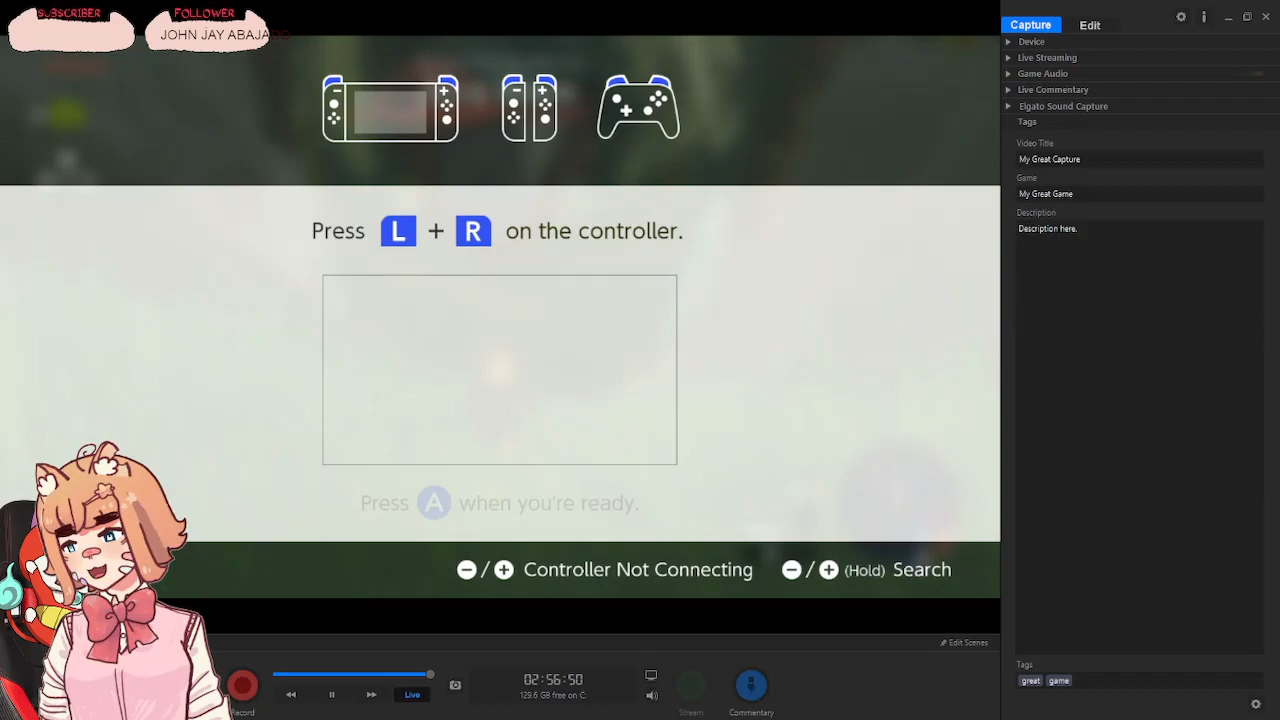 SUBSCRIBER
FOLLOWER
JOHN JAY ABAJADO
Press L + R on the controller.
Press A when you're ready.
−/+ Controller Not Connecting −/+ (Hold) Search
Capture Edit
Device
Live Streaming
Game Audio
Live Commentary
Elgato Sound Capture
Tags
Video Title
My Great Capture
Game
My Great Game
Description
Description here.
Tags
great game
Edit Scenes
Record
Live
02:56:50
129.6 GB free on C:
Stream
Commentary